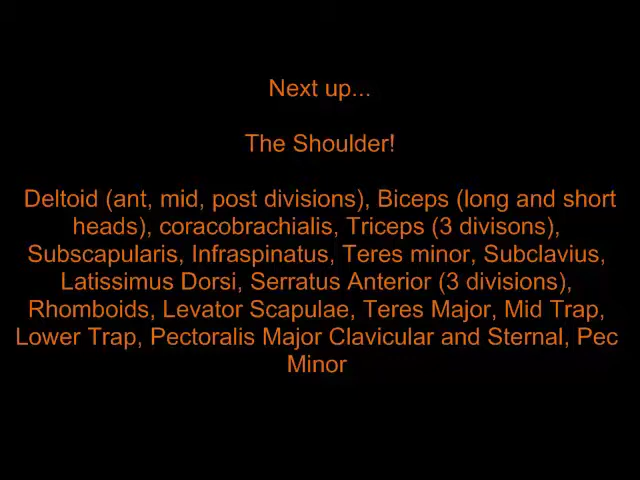 Next up...
The Shoulder!
Deltoid (ant, mid, post divisions), Biceps (long and short
heads), coracobrachialis, Triceps (3 divisons),
Subscapularis, Infraspinatus, Teres minor, Subclavius,
Latissimus Dorsi, Serratus Anterior (3 divisions),
Rhomboids, Levator Scapulae, Teres Major, Mid Trap,
Lower Trap, Pectoralis Major Clavicular and Sternal, Pec
Minor